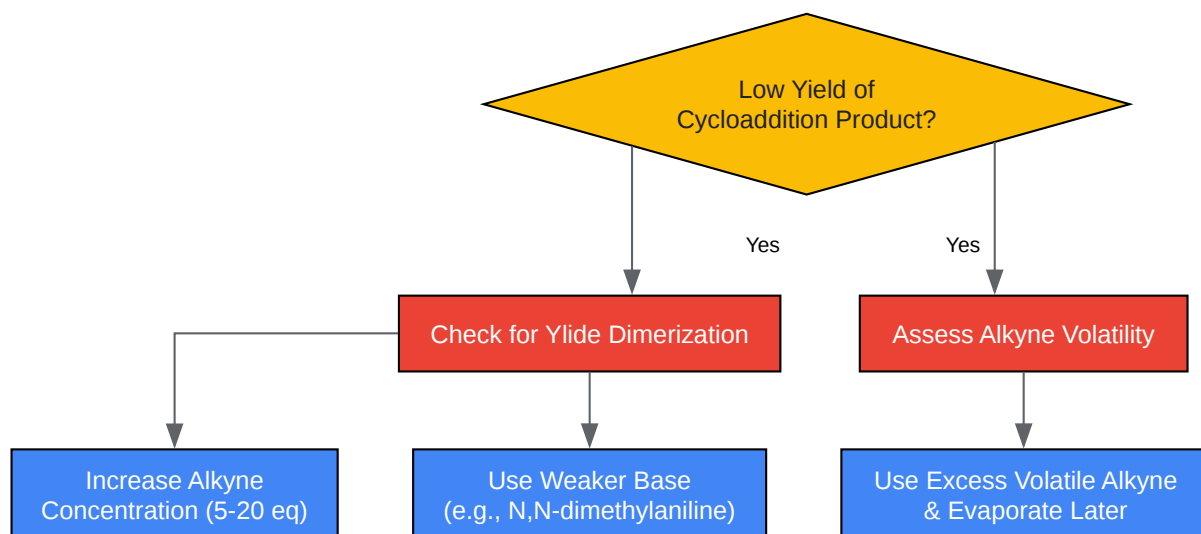 Low Yield of
Cycloaddition Product?
Yes
Yes
Check for Ylide Dimerization
Assess Alkyne Volatility
Increase Alkyne
Concentration (5-20 eq)
Use Weaker Base
(e.g., N,N-dimethylaniline)
Use Excess Volatile Alkyne
& Evaporate Later